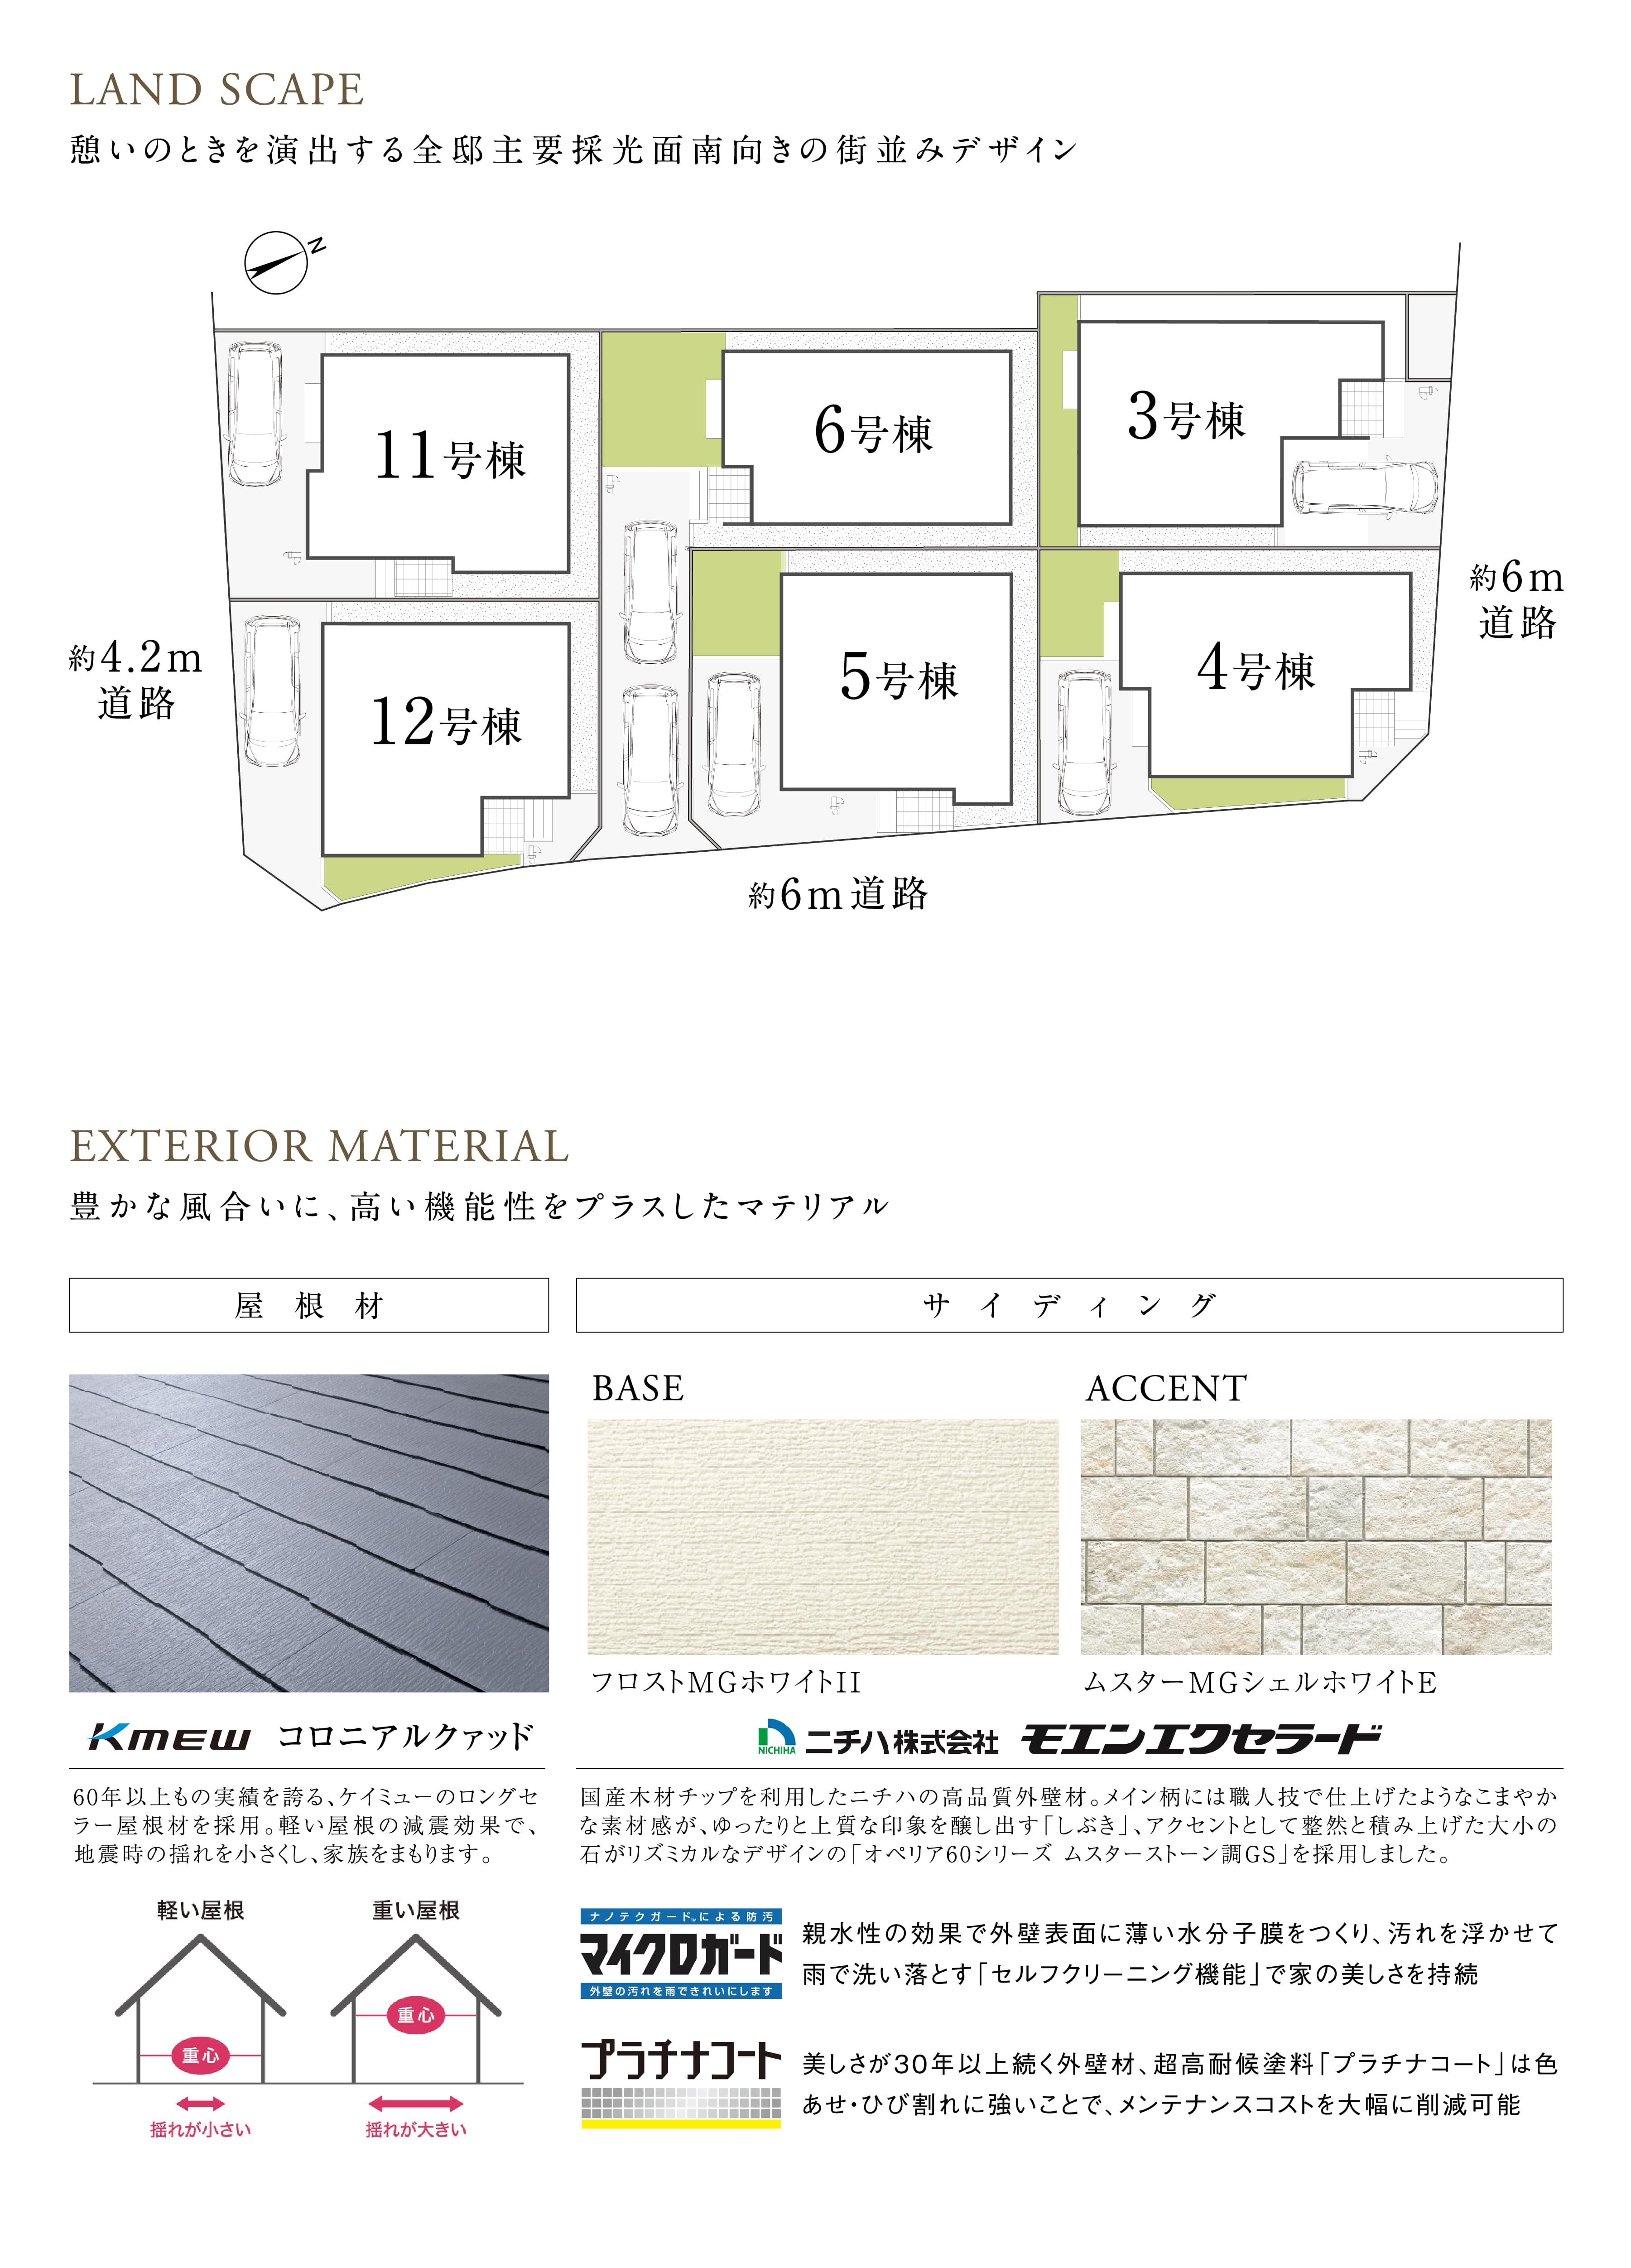 LAND SCAPE
憩いのときを演出する全邸主要採光面南向きの街並みデザイン
N
11号棟
6号棟
3号棟
約6m
道路
約4.2m
道路
12号棟
5号棟
4号棟
約6m道路
EXTERIOR MATERIAL
豊かな風合いに、高い機能性をプラスしたマテリアル
屋根材
サイディング
BASE
ACCENT
フロストMGホワイトII
ムスターMGシェルホワイトE
KMEW コロニアルクァッド
NICHIHA ニチハ株式会社 モエンエクセラード
60年以上もの実績を誇る、ケイミューのロングセ
ラー屋根材を採用。軽い屋根の減震効果で、
地震時の揺れを小さくし、家族をまもります。
国産木材チップを利用したニチハの高品質外壁材。メイン柄には職人技で仕上げたようなこまやか
な素材感が、ゆったりと上質な印象を醸し出す「しぶき」、アクセントとして整然と積み上げた大小の
石がリズミカルなデザインの「オペリア60シリーズ ムスターストーン調GS」を採用しました。
軽い屋根
重い屋根
重心
重心
揺れが小さい
揺れが大きい
ナノテクガード™による防汚
マイクロガード
外壁の汚れを雨できれいにします
親水性の効果で外壁表面に薄い水分子膜をつくり、汚れを浮かせて
雨で洗い落とす「セルフクリーニング機能」で家の美しさを持続
プラチナコート
美しさが30年以上続く外壁材、超高耐候塗料「プラチナコート」は色
あせ・ひび割れに強いことで、メンテナンスコストを大幅に削減可能